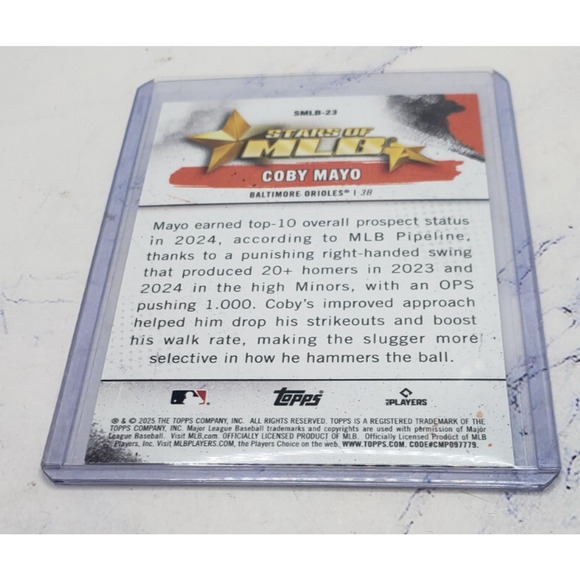 SMLB-23
STARS OF
MLB
COBY MAYO
BALTIMORE ORIOLES® | 3B
Mayo earned top-10 overall prospect status
in 2024, according to MLB Pipeline,
thanks to a punishing right-handed swing
that produced 20+ homers in 2023 and
2024 in the high Minors, with an OPS
pushing 1.000. Coby's improved approach
helped him drop his strikeouts and boost
his walk rate, making the slugger more
selective in how he hammers the ball.
topps
PLAYERS
® & © 2025 THE TOPPS COMPANY, INC. ALL RIGHTS RESERVED. TOPPS IS A REGISTERED TRADEMARK OF THE
TOPPS COMPANY, INC. Major League Baseball trademarks and copyrights are used with permission of Major
League Baseball. Visit MLB.com. OFFICIALLY LICENSED PRODUCT OF MLB. Officially Licensed Product of MLB
Players, Inc. Visit MLBPLAYERS.COM, the Players Choice on the web. WWW.TOPPS.COM. CODE#CMP097779.